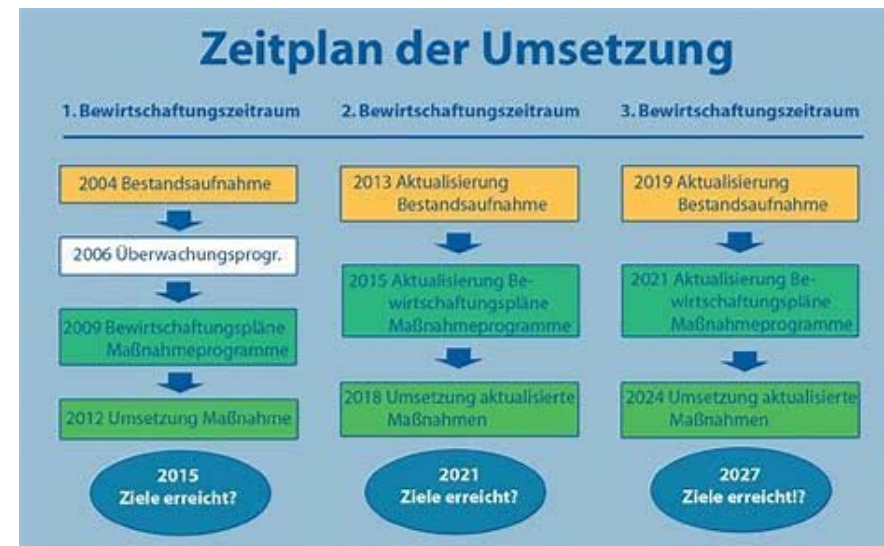 Zeitplan der Umsetzung
1. Bewirtschaftungszeitraum
2004 Bestandsaufnahme
2006 Überwachungsprogr.
2009 Bewirtschaftungspläne
Maßnahmeprogramme
2012 Umsetzung Maßnahme
2015
Ziele erreicht?
2. Bewirtschaftungszeitraum
2013 Aktualisierung
Bestandsaufnahme
2015 Aktualisierung Be-
wirtschaftungspläne
Maßnahmeprogramme
2018 Umsetzung aktualisierte
Maßnahmen
2021
Ziele erreicht?
3. Bewirtschaftungszeitraum
2019 Aktualisierung
Bestandsaufnahme
2021 Aktualisierung Be-
wirtschaftungspläne
Maßnahmeprogramme
2024 Umsetzung aktualisierte
Maßnahmen
2027
Ziele erreicht!?